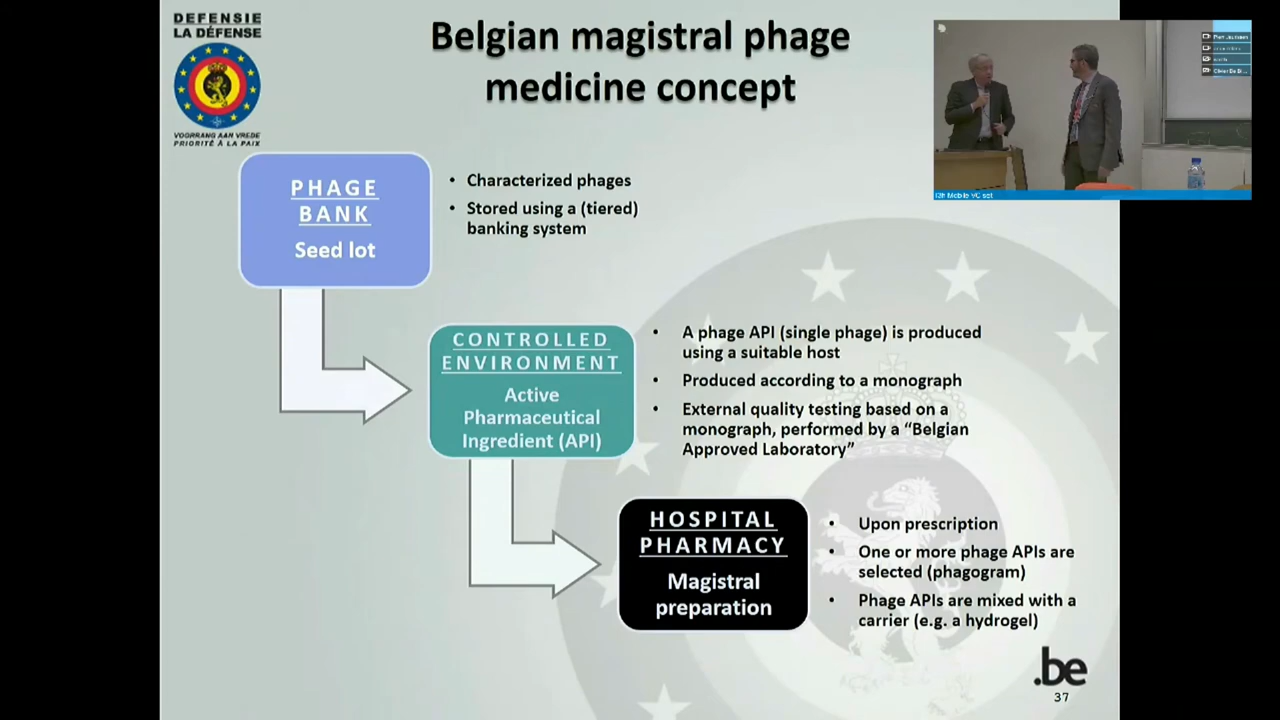 DEFENSIE
LA DÉFENSE
VOORRANG AAN VREDE
PRIORITÉ À LA PAIX
Belgian magistral phage
medicine concept
PHAGE
BANK
Seed lot
• Characterized phages
• Stored using a (tiered)
banking system
CONTROLLED
ENVIRONMENT
Active
Pharmaceutical
Ingredient (API)
• A phage API (single phage) is produced
using a suitable host
• Produced according to a monograph
• External quality testing based on a
monograph, performed by a “Belgian
Approved Laboratory”
HOSPITAL
PHARMACY
Magistral
preparation
• Upon prescription
• One or more phage APIs are
selected (phagogram)
• Phage APIs are mixed with a
carrier (e.g. a hydrogel)
.be
37
I3h Mobile VC set